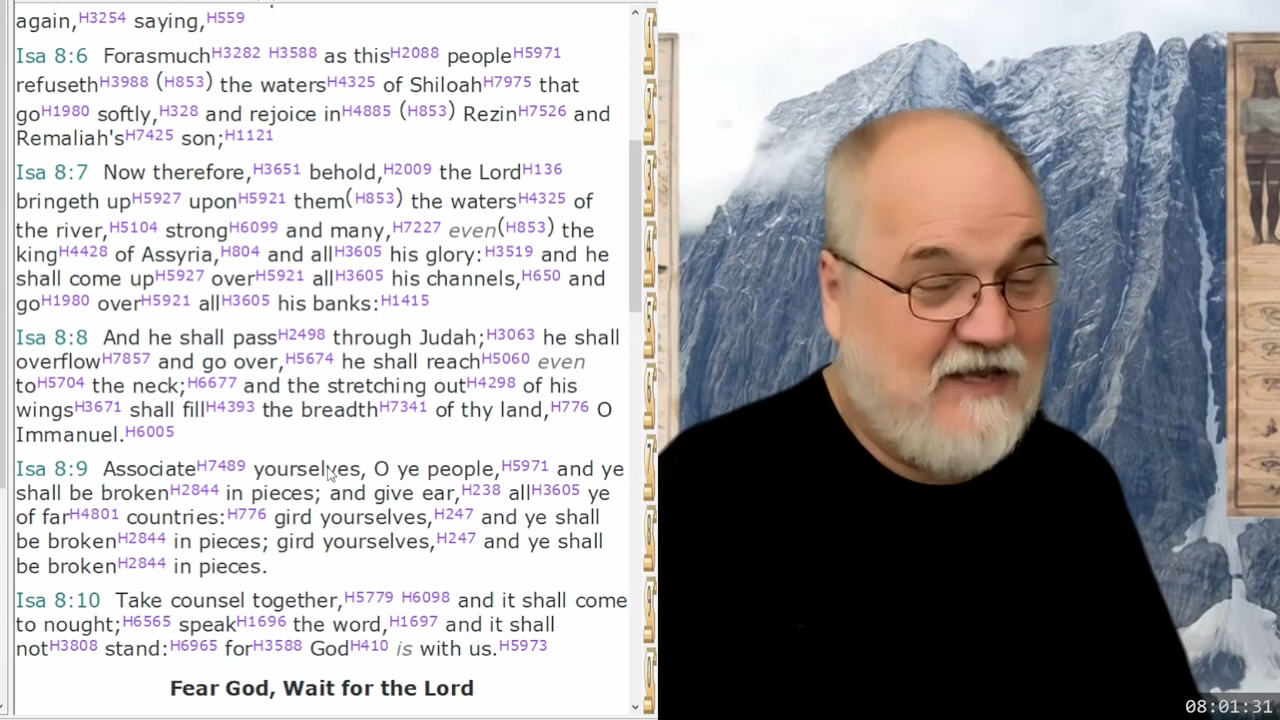 again,H3254 saying,H559
Isa 8:6 ForasmuchH3282 H3588 as thisH2088 peopleH5971
refusethH3988 (H853) the watersH4325 of ShiloahH7975 that
goH1980 softly,H328 and rejoice inH4885 (H853) RezinH7526 and
Remaliah'sH7425 son;H1121
Isa 8:7 Now therefore,H3651 behold,H2009 the LordH136
bringeth upH5927 uponH5921 them(H853) the watersH4325 of
the river,H5104 strongH6099 and many,H7227 even(H853) the
kingH4428 of Assyria,H804 and allH3605 his glory:H3519 and he
shall come upH5927 overH5921 allH3605 his channels,H650 and
goH1980 overH5921 allH3605 his banks:H1415
Isa 8:8 And he shall passH2498 through Judah;H3063 he shall
overflowH7857 and go over,H5674 he shall reachH5060 even
toH5704 the neck;H6677 and the stretching outH4298 of his
wingsH3671 shall fillH4393 the breadthH7341 of thy land,H776 O
Immanuel.H6005
Isa 8:9 AssociateH7489 yourselves, O ye people,H5971 and ye
shall be brokenH2844 in pieces; and give ear,H238 allH3605 ye
of farH4801 countries:H776 gird yourselves,H247 and ye shall
be brokenH2844 in pieces; gird yourselves,H247 and ye shall
be brokenH2844 in pieces.
Isa 8:10 Take counsel together,H5779 H6098 and it shall come
to nought;H6565 speakH1696 the word,H1697 and it shall
notH3808 stand:H6965 forH3588 GodH410 is with us.H5973
Fear God, Wait for the Lord
08:01:31